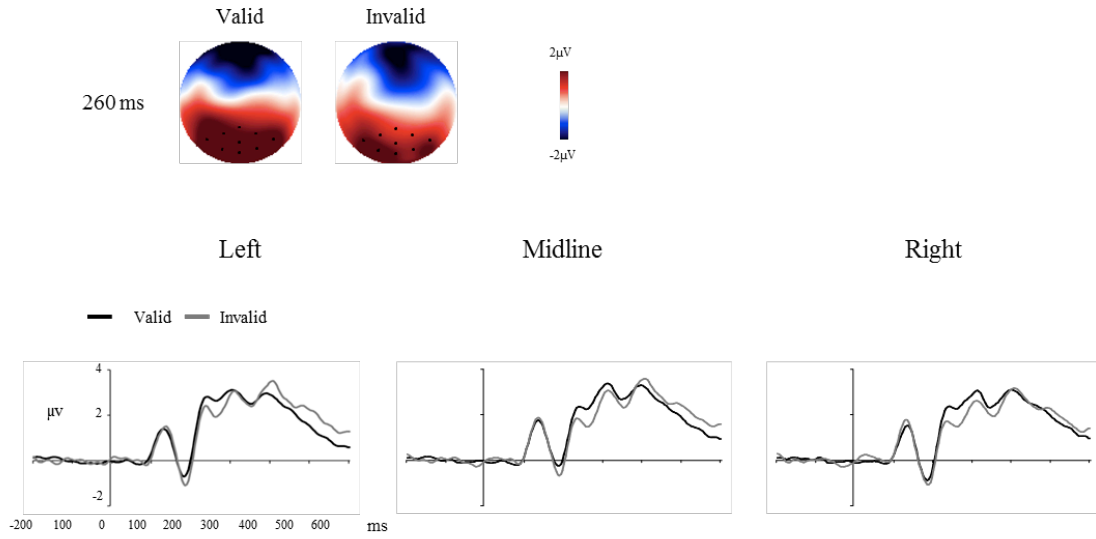 Valid Invalid
260 ms
2μV
-2μV
Left Midline Right
Valid Invalid
4
μv
2
-2
-200 100 0 100 200 300 400 500 600 ms